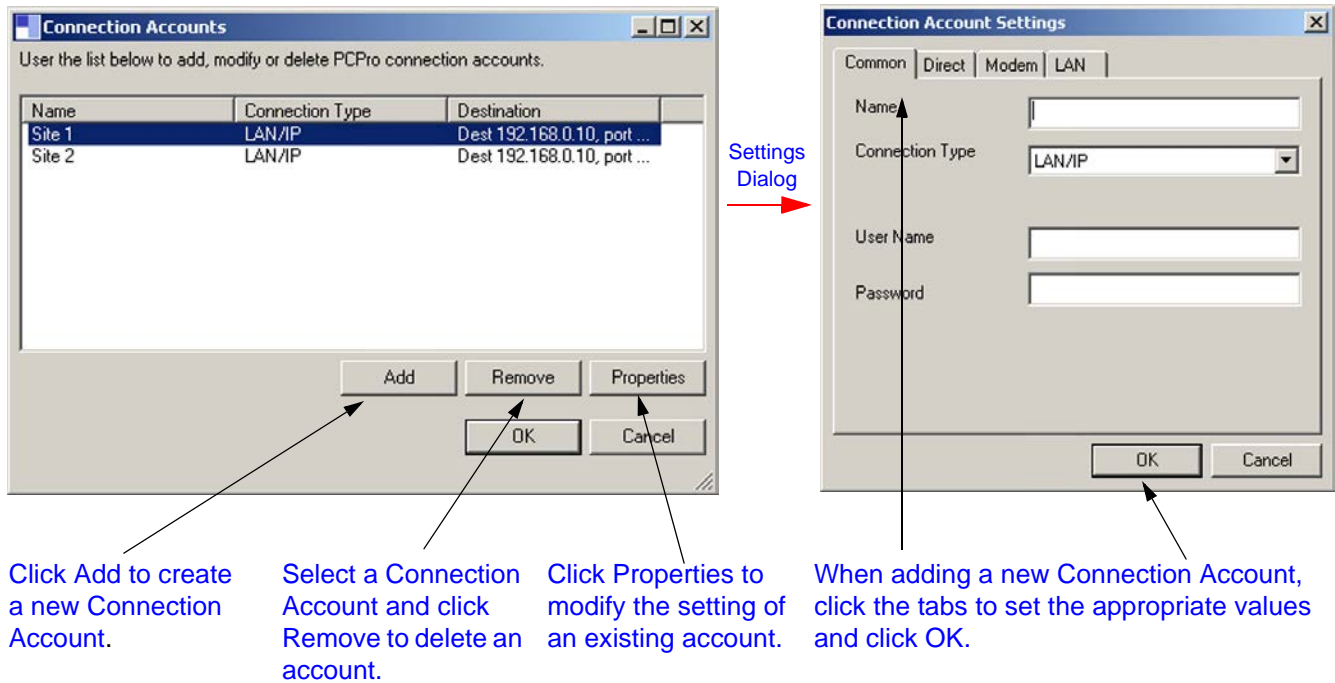 Connection Accounts
User the list below to add, modify or delete PCPro connection accounts.
Name Connection Type Destination
Site 1 LAN/IP Dest 192.168.0.10, port ...
Site 2 LAN/IP Dest 192.168.0.10, port ...
Add Remove Properties
OK Cancel
Settings
Dialog
Connection Account Settings
Common Direct Modem LAN
Name
Connection Type LAN/IP
User Name
Password
OK Cancel
Click Add to create
a new Connection
Account.
Select a Connection
Account and click
Remove to delete an
account.
Click Properties to
modify the setting of
an existing account.
When adding a new Connection Account,
click the tabs to set the appropriate values
and click OK.